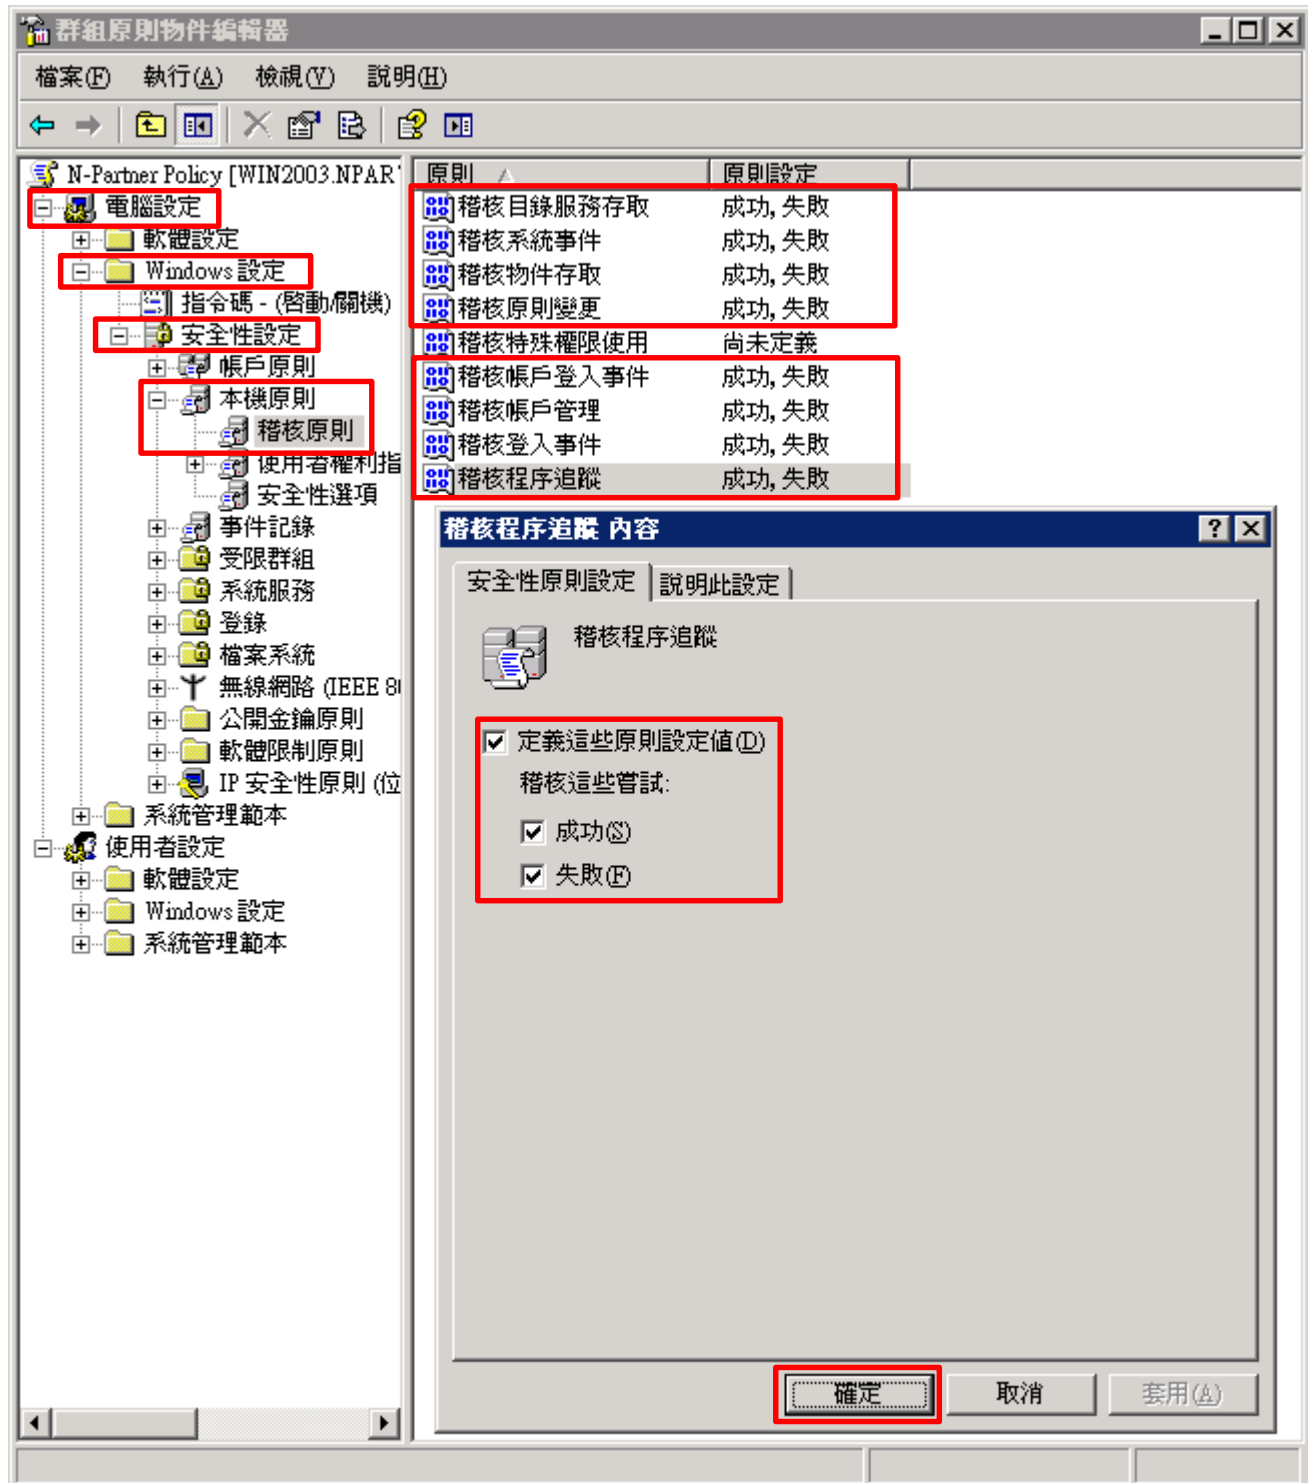 群組原則物件編輯器
檔案(F) 執行(A) 檢視(V) 說明(H)
N-Partner Policy [WIN2003.NPAR
電腦設定
軟體設定
Windows 設定
指令碼 - (啓動/關機)
安全性設定
帳戶原則
本機原則
稽核原則
使用者權利指
安全性選項
事件記錄
受限群組
系統服務
登錄
檔案系統
無線網路 (IEEE 80
公開金鑰原則
軟體限制原則
IP 安全性原則 (位
系統管理範本
使用者設定
軟體設定
Windows 設定
系統管理範本
原則 原則設定
稽核目錄服務存取 成功, 失敗
稽核系統事件 成功, 失敗
稽核物件存取 成功, 失敗
稽核原則變更 成功, 失敗
稽核特殊權限使用 尚未定義
稽核帳戶登入事件 成功, 失敗
稽核帳戶管理 成功, 失敗
稽核登入事件 成功, 失敗
稽核程序追蹤 成功, 失敗
稽核程序追蹤 內容
安全性原則設定 說明此設定
稽核程序追蹤
定義這些原則設定值(D)
稽核這些嘗試:
成功(S)
失敗(F)
確定 取消 套用(A)